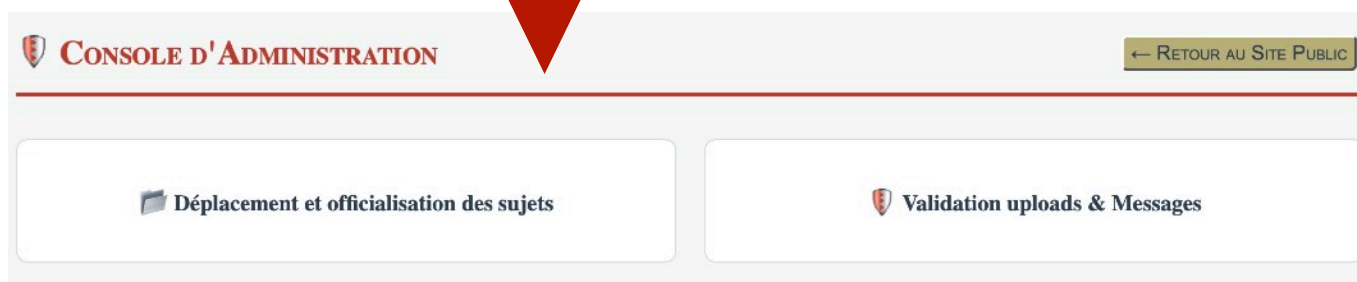 Console d'Administration
← Retour au Site Public
Déplacement et officialisation des sujets
Validation uploads & Messages